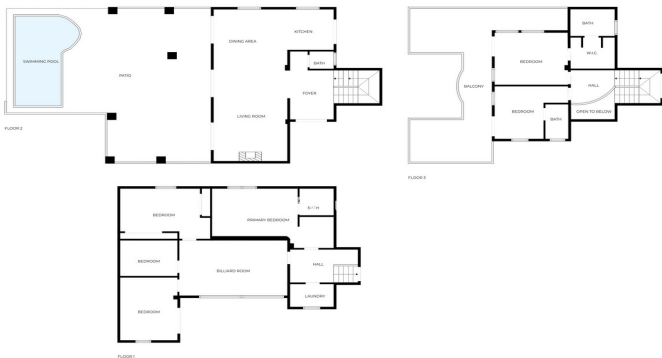 SWIMMING POOL
PATIO
DINING AREA
KITCHEN
BATH
FOYER
LIVING ROOM
FLOOR 2
BATH
W.I.C.
BEDROOM
HALL
BALCONY
OPEN TO BELOW
BEDROOM
BATH
FLOOR 3
BEDROOM
PRIMARY BEDROOM
BEDROOM
BILLIARD ROOM
HALL
BEDROOM
LAUNDRY
FLOOR 1